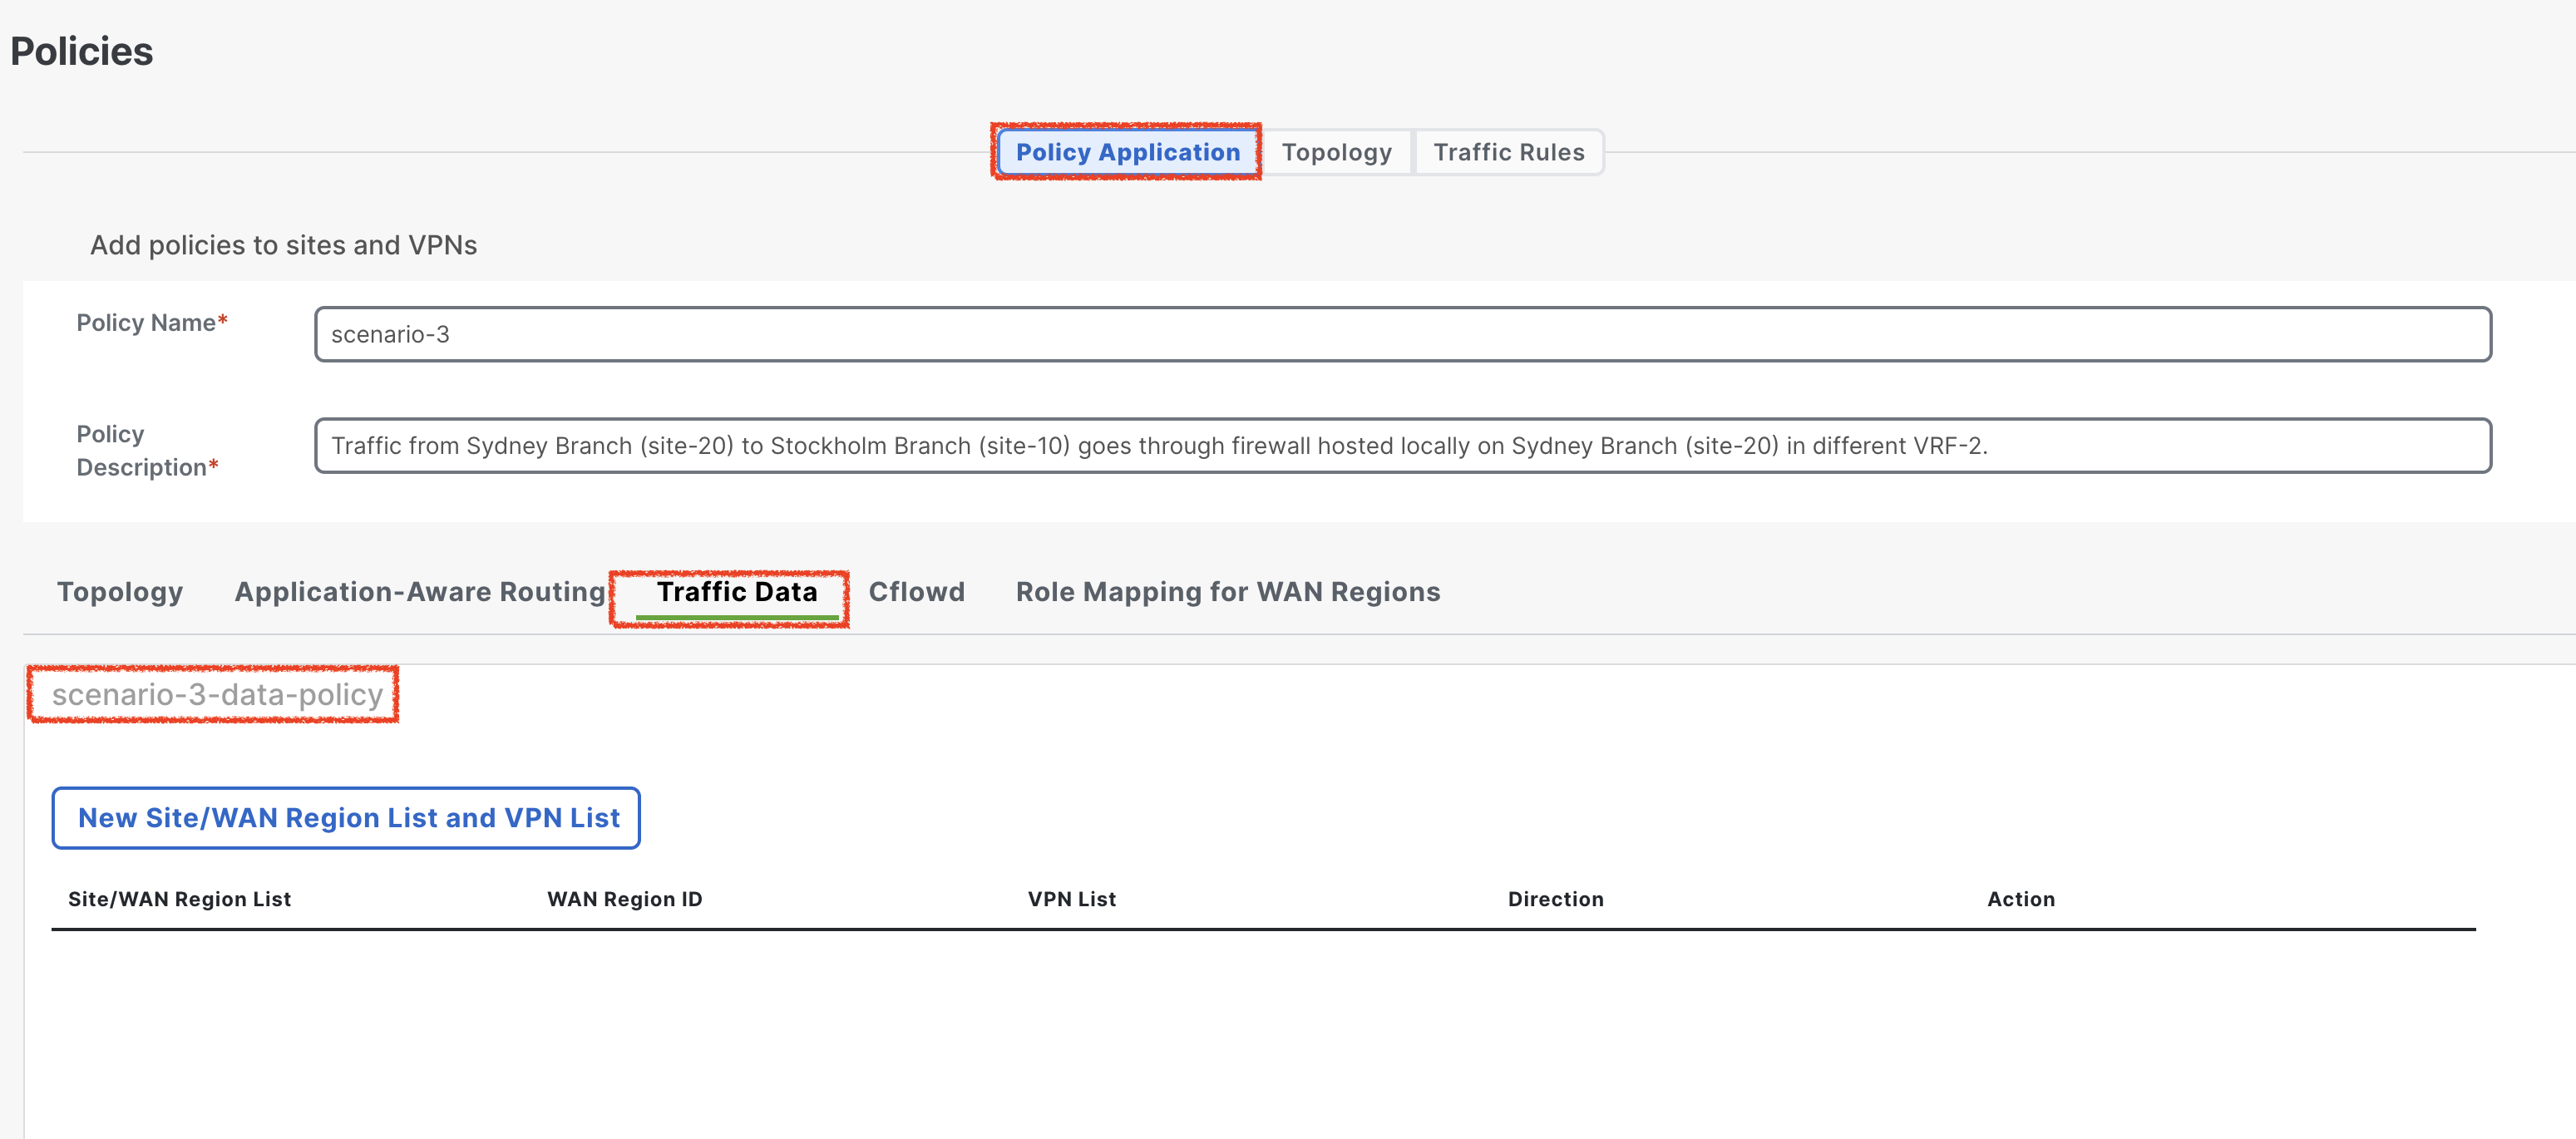 Policies
Policy Application Topology Traffic Rules
Add policies to sites and VPNs
Policy Name* scenario-3
Policy
Description* Traffic from Sydney Branch (site-20) to Stockholm Branch (site-10) goes through firewall hosted locally on Sydney Branch (site-20) in different VRF-2.
Topology Application-Aware Routing Traffic Data Cflowd Role Mapping for WAN Regions
scenario-3-data-policy
New Site/WAN Region List and VPN List
Site/WAN Region List WAN Region ID VPN List Direction Action